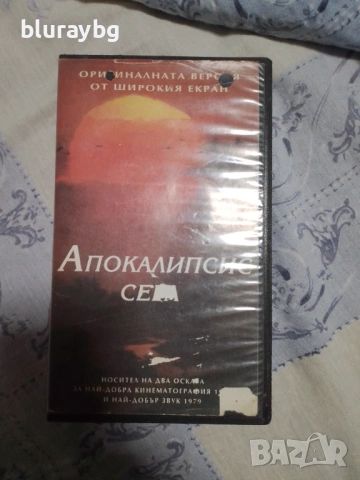 bluraybg
ОРИГИНАЛНАТА ВЕРСИЯ
ОТ ШИРОКИЯ ЕКРАН
АПОКАЛИПСИС
НОСИТЕЛ НА ДВА ОСКАРА
ЗА НАЙ-ДОБРА КИНЕМАТОГРАФИЯ
И НАЙ-ДОБЪР ЗВУК 1979
BAZAR